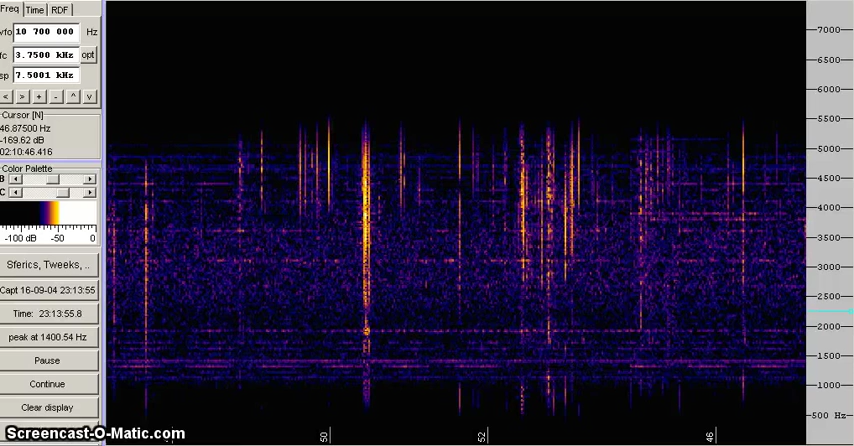 Freq Time RDF
vfo 10 700 000 Hz
fc 3.7500 kHz opt
sp 7.5001 kHz
< > + - ^ v
Cursor [N]
46.87500 Hz
-169.62 dB
02:10:46.416
Color Palette
B
C
-100 dB -50 0
Sferics, Tweeks, ..
Capt 16-09-04 23:13:55
Time: 23:13:55.8
peak at 1400.54 Hz
Pause
Continue
Clear display
Screencast-O-Matic.com
7000
6500
6000
5500
5000
4500
4000
3500
3000
2500
2000
1500
1000
500 Hz
50
52
46